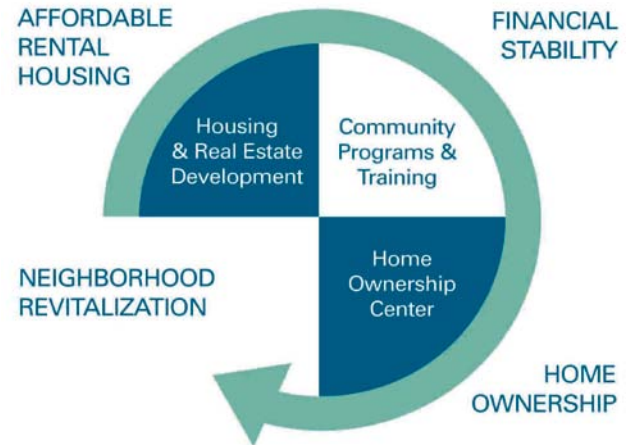 AFFORDABLE
RENTAL
HOUSING
FINANCIAL
STABILITY
Housing
& Real Estate
Development
Community
Programs &
Training
Home
Ownership
Center
NEIGHBORHOOD
REVITALIZATION
HOME
OWNERSHIP